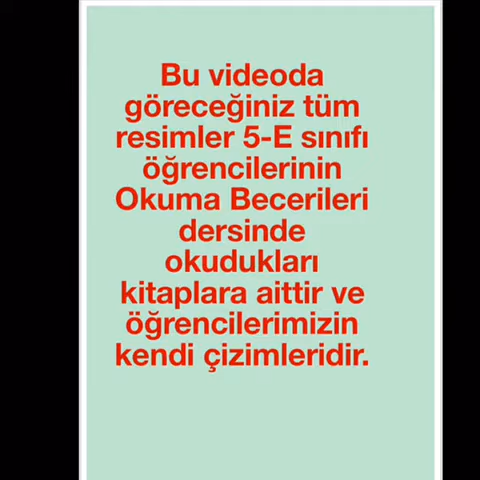 Bu videoda
göreceğiniz tüm
resimler 5-E sınıfı
öğrencilerinin
Okuma Becerileri
dersinde
okudukları
kitaplara aittir ve
öğrencilerimizin
kendi çizimleridir.